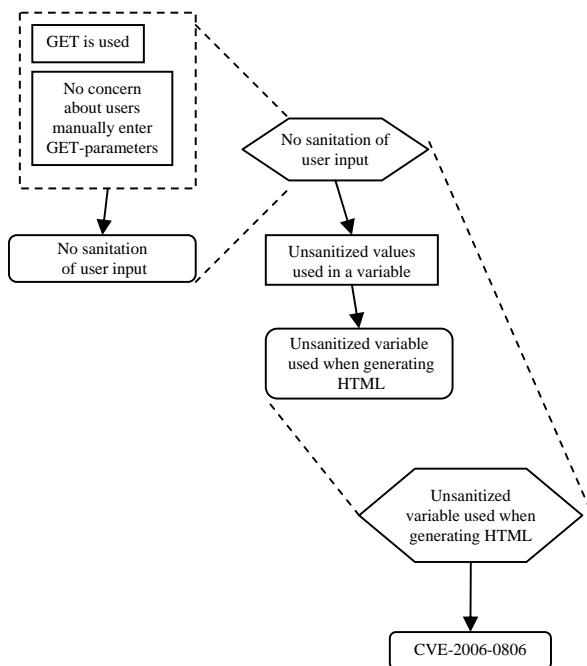 GET is used
No concern
about users
manually enter
GET-parameters
No sanitation
of user input
No sanitation of
user input
Unsanitized values
used in a variable
Unsanitized variable
used when generating
HTML
Unsanitized
variable used when
generating HTML
CVE-2006-0806